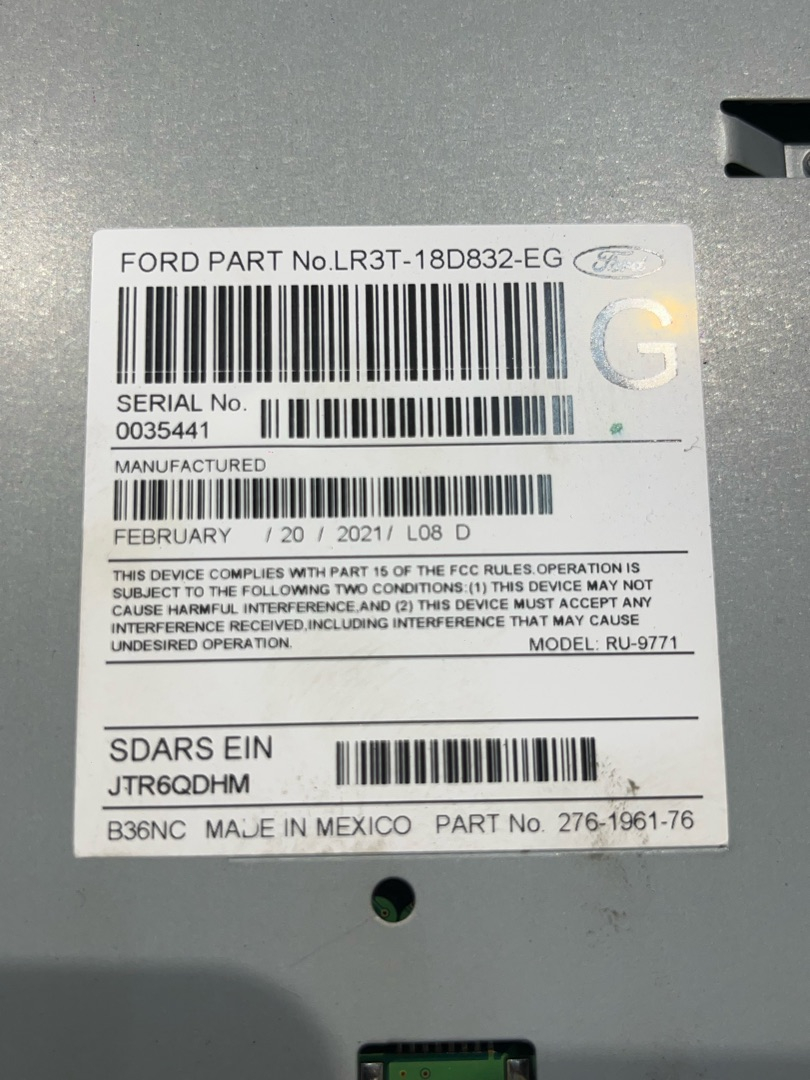 FORD PART No.LR3T-18D832-EG Ford
G
SERIAL No.
0035441
MANUFACTURED
FEBRUARY / 20 / 2021/ L08 D
THIS DEVICE COMPLIES WITH PART 15 OF THE FCC RULES.OPERATION IS
SUBJECT TO THE FOLLOWING TWO CONDITIONS:(1) THIS DEVICE MAY NOT
CAUSE HARMFUL INTERFERENCE,AND (2) THIS DEVICE MUST ACCEPT ANY
INTERFERENCE RECEIVED,INCLUDING INTERFERENCE THAT MAY CAUSE
UNDESIRED OPERATION. MODEL: RU-9771
SDARS EIN
JTR6QDHM
B36NC MADE IN MEXICO PART No. 276-1961-76